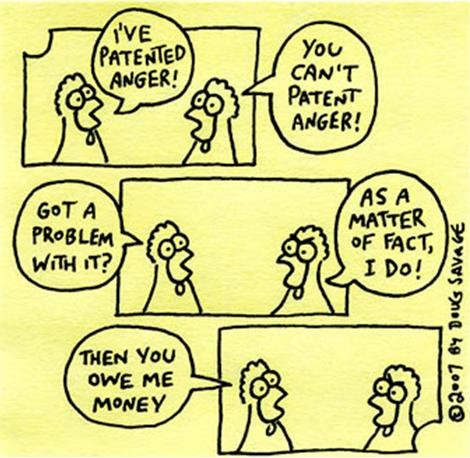 I'VE
PATENTED
ANGER!
YOU
CAN'T
PATENT
ANGER!
GOT A
PROBLEM
WITH IT?
AS A
MATTER
OF FACT,
I DO!
THEN YOU
OWE ME
MONEY
©2007 BY DOUG SAVAGE